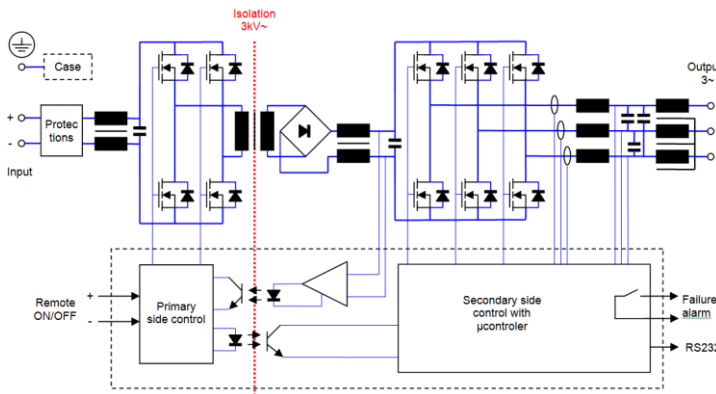 Isolation
3kV~
Case
Output
3~
+
-
Protec
tions
Input
Remote
ON/OFF
+
-
Primary
side control
Secondary side
control with
µcontroler
Failure
alarm
RS232